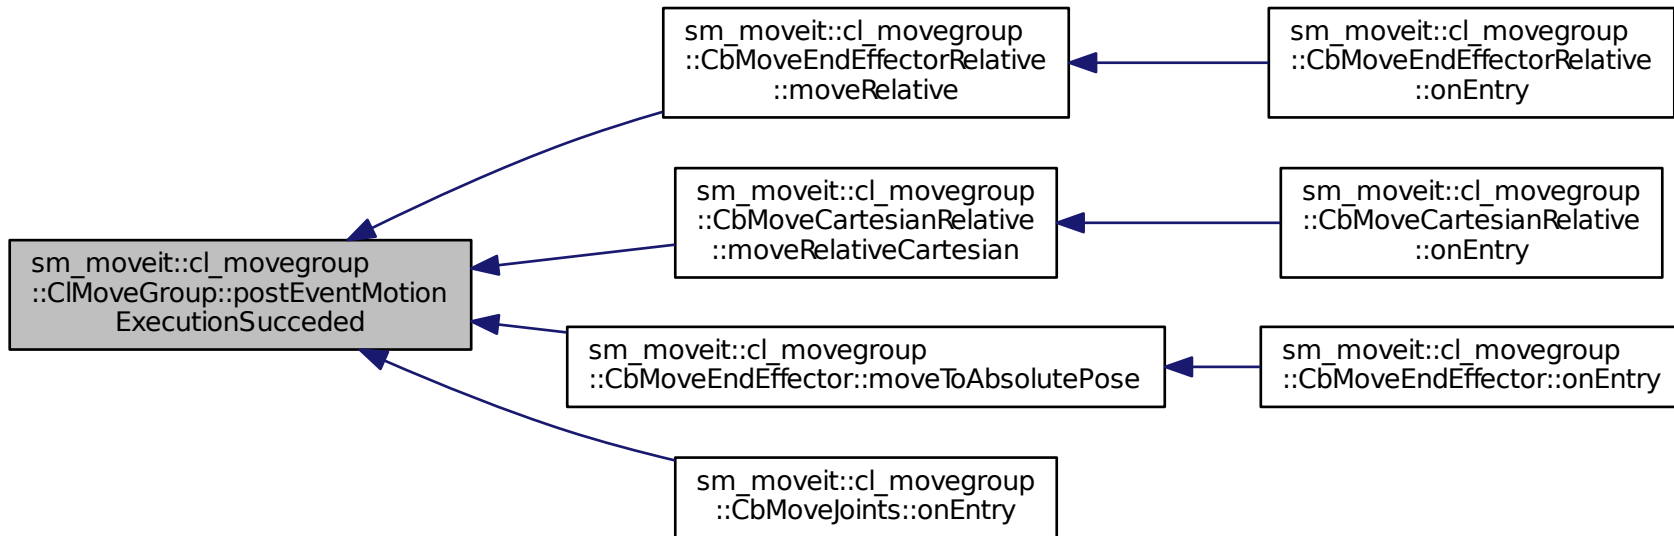 sm_moveit::cl_movegroup
::CbMoveEndEffectorRelative
::moveRelative
sm_moveit::cl_movegroup
::CbMoveEndEffectorRelative
::onEntry
sm_moveit::cl_movegroup
::CbMoveCartesianRelative
::moveRelativeCartesian
sm_moveit::cl_movegroup
::CbMoveCartesianRelative
::onEntry
sm_moveit::cl_movegroup
::ClMoveGroup::postEventMotion
ExecutionSucceded
sm_moveit::cl_movegroup
::CbMoveEndEffector::moveToAbsolutePose
sm_moveit::cl_movegroup
::CbMoveEndEffector::onEntry
sm_moveit::cl_movegroup
::CbMoveJoints::onEntry